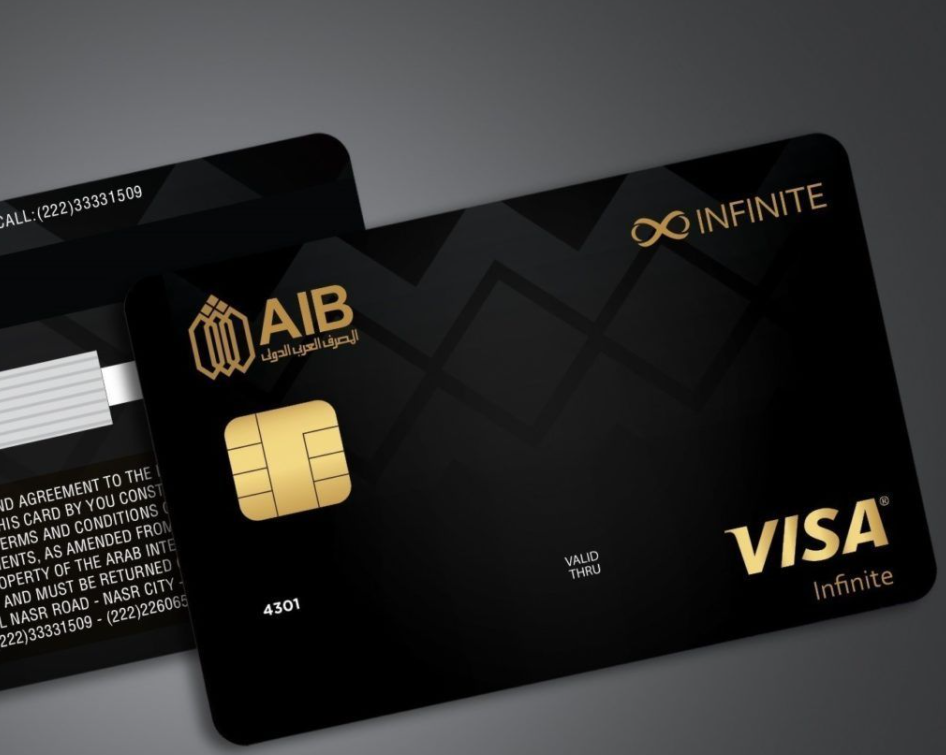 CALL:(222)33331509
ND AGREEMENT TO THE
HIS CARD BY YOU CONST
ERMS AND CONDITIONS
ENTS, AS AMENDED FROM
OPERTY OF THE ARAB INTE
AND MUST BE RETURNED
L NASR ROAD - NASR CITY -
222)33331509 - (222)226065
INFINITE
AIB
المصرف العربي الدولي
VALID
THRU
4301
VISA®
Infinite